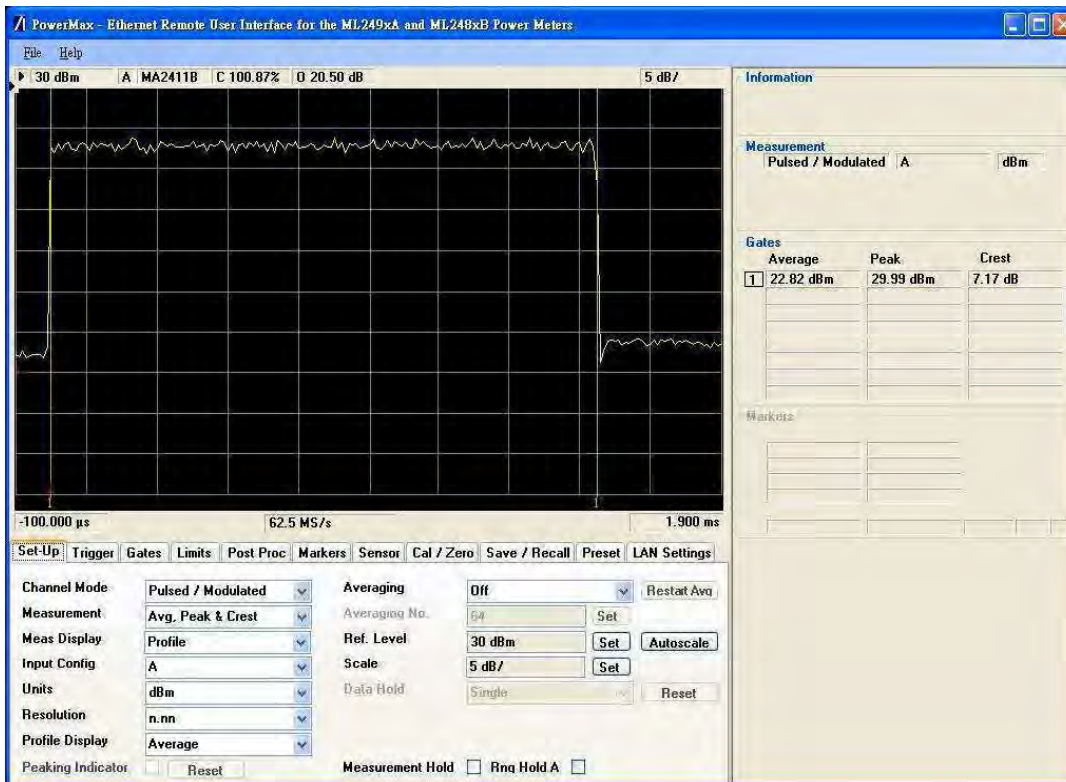 PowerMax - Ethernet Remote User Interface for the ML249xA and ML248xB Power Meters
File Help
30 dBm A MA2411B C 100.87% O 20.50 dB 5 dB/
1 1
-100.000 µs 62.5 MS/s 1.900 ms
Information
Measurement
Pulsed / Modulated A dBm
Gates
Average Peak Crest
1 22.82 dBm 29.99 dBm 7.17 dB
Markers
Set-Up Trigger Gates Limits Post Proc Markers Sensor Cal / Zero Save / Recall Preset LAN Settings
Channel Mode Pulsed / Modulated Averaging Off Restart Avg
Measurement Avg, Peak & Crest Averaging No. 64 Set
Meas Display Profile Ref. Level 30 dBm Set Autoscale
Input Config A Scale 5 dB/ Set
Units dBm Data Hold Single Reset
Resolution n.nn
Profile Display Average
Peaking Indicator Reset Measurement Hold Rng Hold A